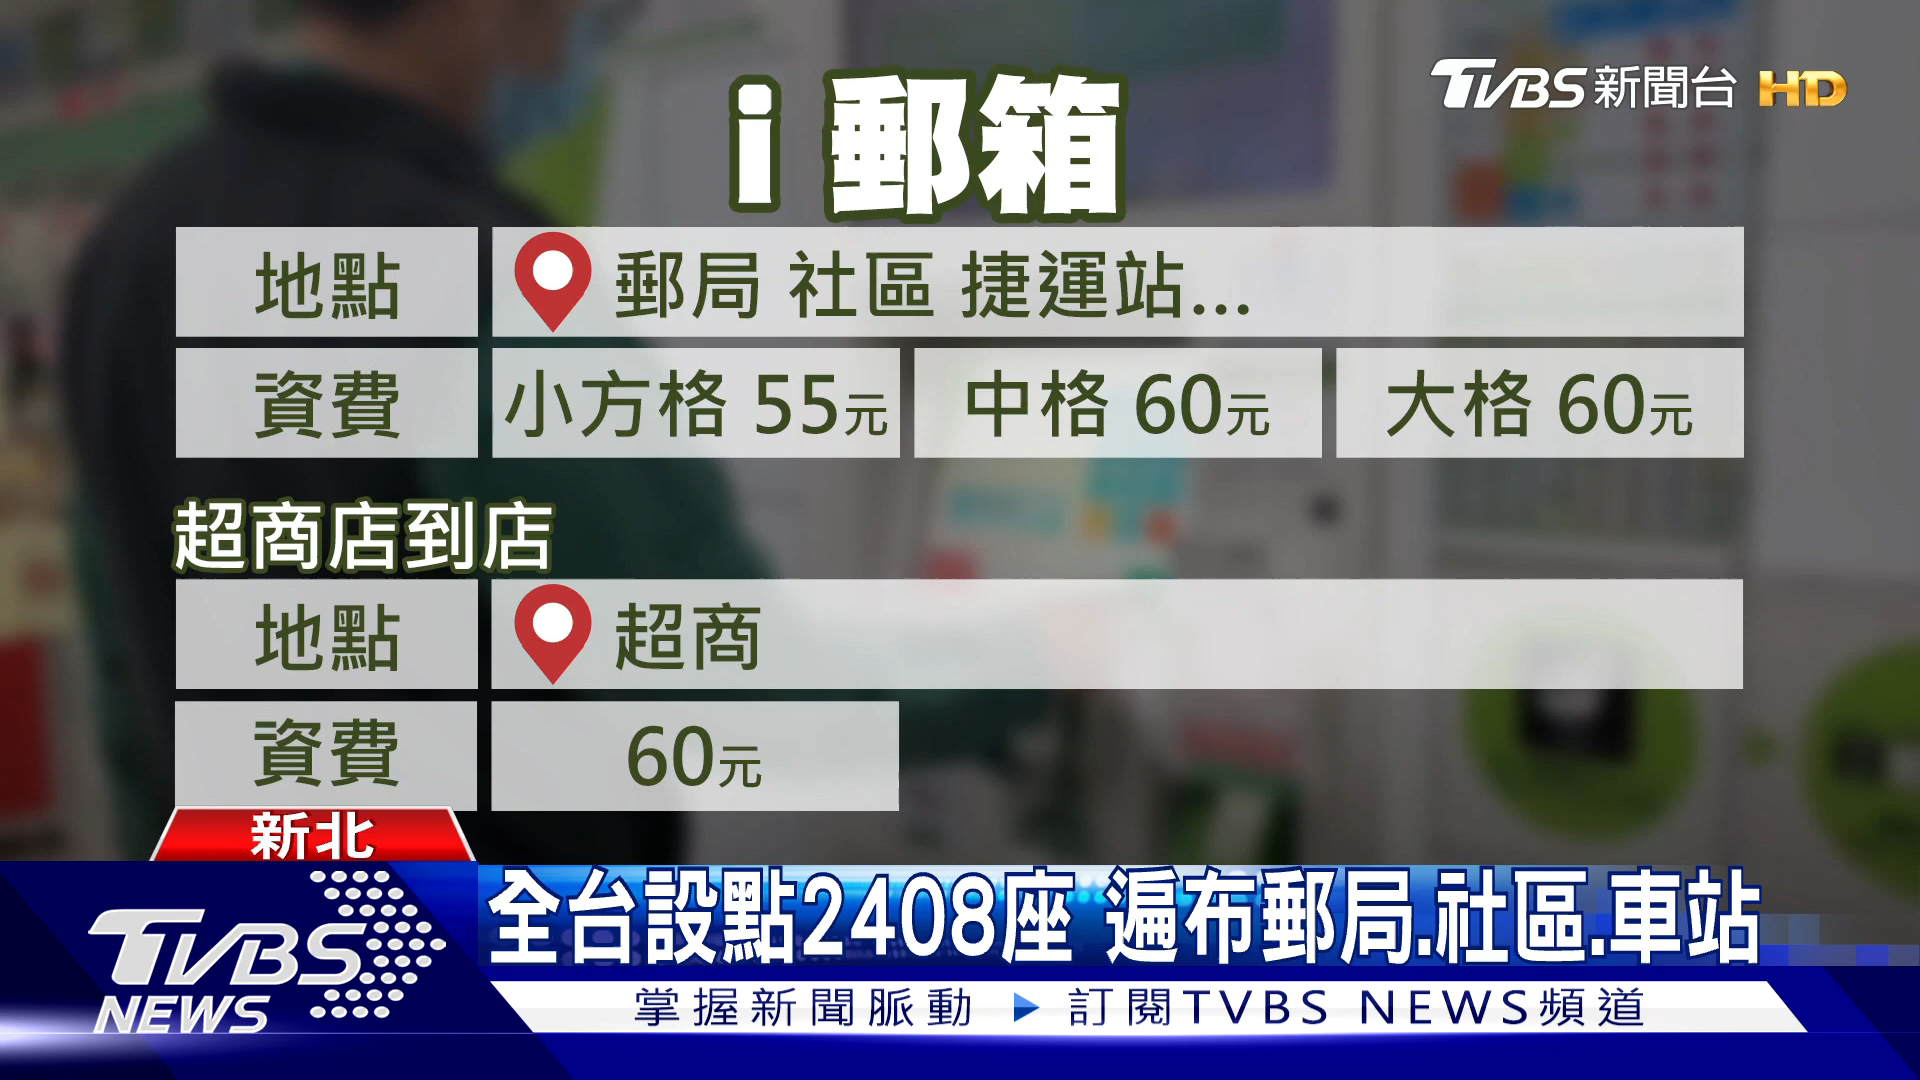 TVBS新聞台 HD
i 郵箱
地點 郵局 社區 捷運站...
資費 小方格 55元 中格 60元 大格 60元
超商店到店
地點 超商
資費 60元
新北
全台設點2408座 遍布郵局.社區.車站
TVBS NEWS
掌握新聞脈動 ▶ 訂閱TVBS NEWS頻道